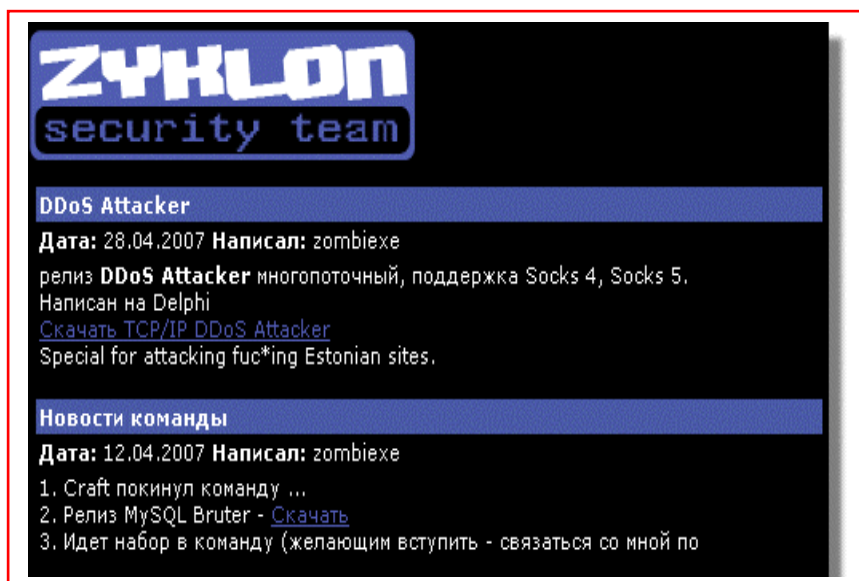 ZYKLON
security team
DDoS Attacker
Дата: 28.04.2007 Написал: zombiexe
релиз DDoS Attacker многопоточный, поддержка Socks 4, Socks 5.
Написан на Delphi
Скачать TCP/IP DDoS Attacker
Special for attacking fuc*ing Estonian sites.
Новости команды
Дата: 12.04.2007 Написал: zombiexe
1. Craft покинул команду ...
2. Релиз MySQL Bruter - Скачать
3. Идет набор в команду (желающим вступить - связаться со мной по